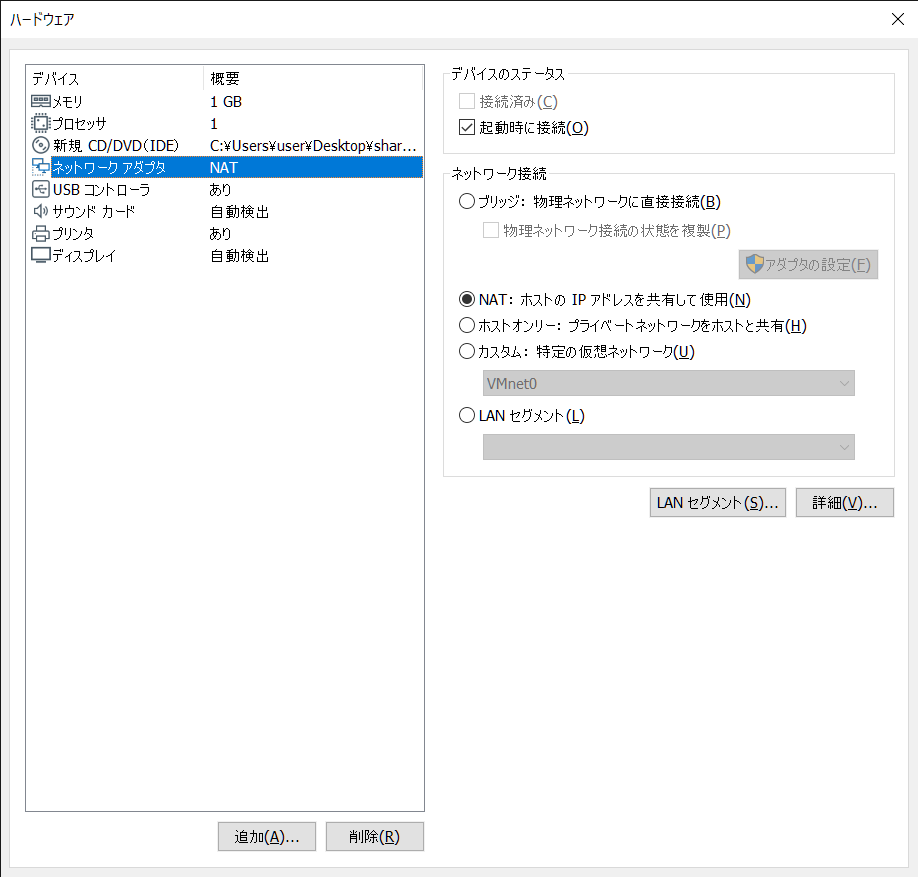 ハードウェア
デバイス 概要
メモリ 1 GB
プロセッサ 1
新規 CD/DVD(IDE) C:¥Users¥user¥Desktop¥shar...
ネットワーク アダプタ NAT
USB コントローラ あり
サウンド カード 自動検出
プリンタ あり
ディスプレイ 自動検出
追加(A)... 削除(R)
デバイスのステータス
接続済み(C)
起動時に接続(O)
ネットワーク接続
ブリッジ: 物理ネットワークに直接接続(B)
物理ネットワーク接続の状態を複製(P)
アダプタの設定(F)
NAT: ホストの IP アドレスを共有して使用(N)
ホストオンリー: プライベートネットワークをホストと共有(H)
カスタム: 特定の仮想ネットワーク(U)
VMnet0
LAN セグメント(L)
LAN セグメント(S)... 詳細(V)...